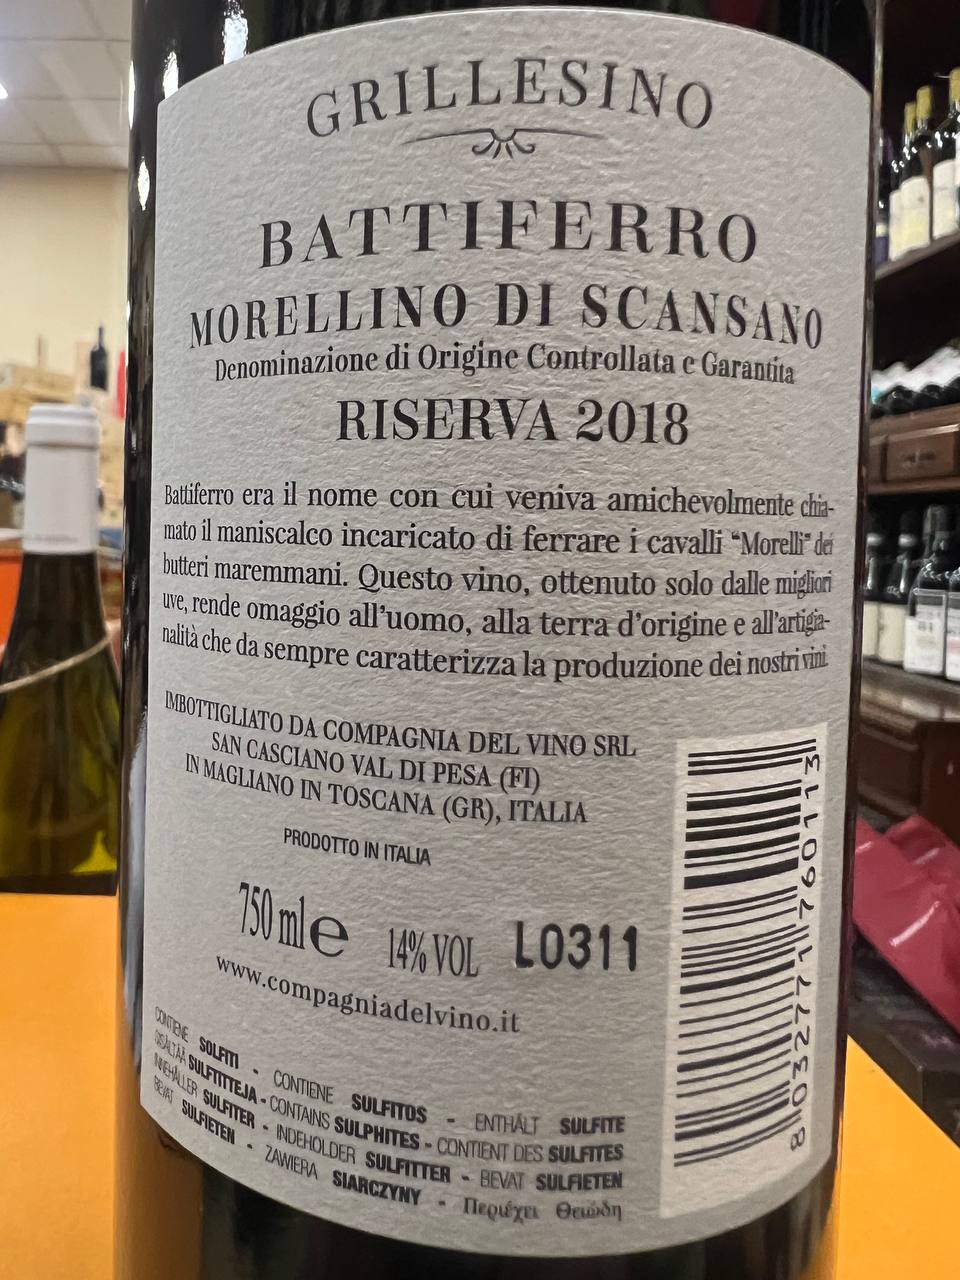 GRILLESINO
BATTIFERRO
MORELLINO DI SCANSANO
Denominazione di Origine Controllata e Garantita
RISERVA 2018
Battiferro era il nome con cui veniva amichevolmente chia-
mato il maniscalco incaricato di ferrare i cavalli “Morelli” dei
butteri maremmani. Questo vino, ottenuto solo dalle migliori
uve, rende omaggio all'uomo, alla terra d'origine e all'artigia-
nalità che da sempre caratterizza la produzione dei nostri vini.
IMBOTTIGLIATO DA COMPAGNIA DEL VINO SRL
SAN CASCIANO VAL DI PESA (FI)
IN MAGLIANO IN TOSCANA (GR), ITALIA
PRODOTTO IN ITALIA
750 ml e 14% VOL L0311
www.compagniadelvino.it
CONTIENE SOLFITI - CONTIENE SULFITOS - ENTHÄLT SULFITE
SISÄLTÄÄ SULFIITTEJA - CONTAINS SULPHITES - CONTIENT DES SULFITES
INNEHÅLLER SULFITER - INDEHOLDER SULFITTER - BEVAT SULFIETEN
BEVAT SULFIETEN - ZAWIERA SIARCZYNY - Περιέχει Θειώδη
8 032771 760113